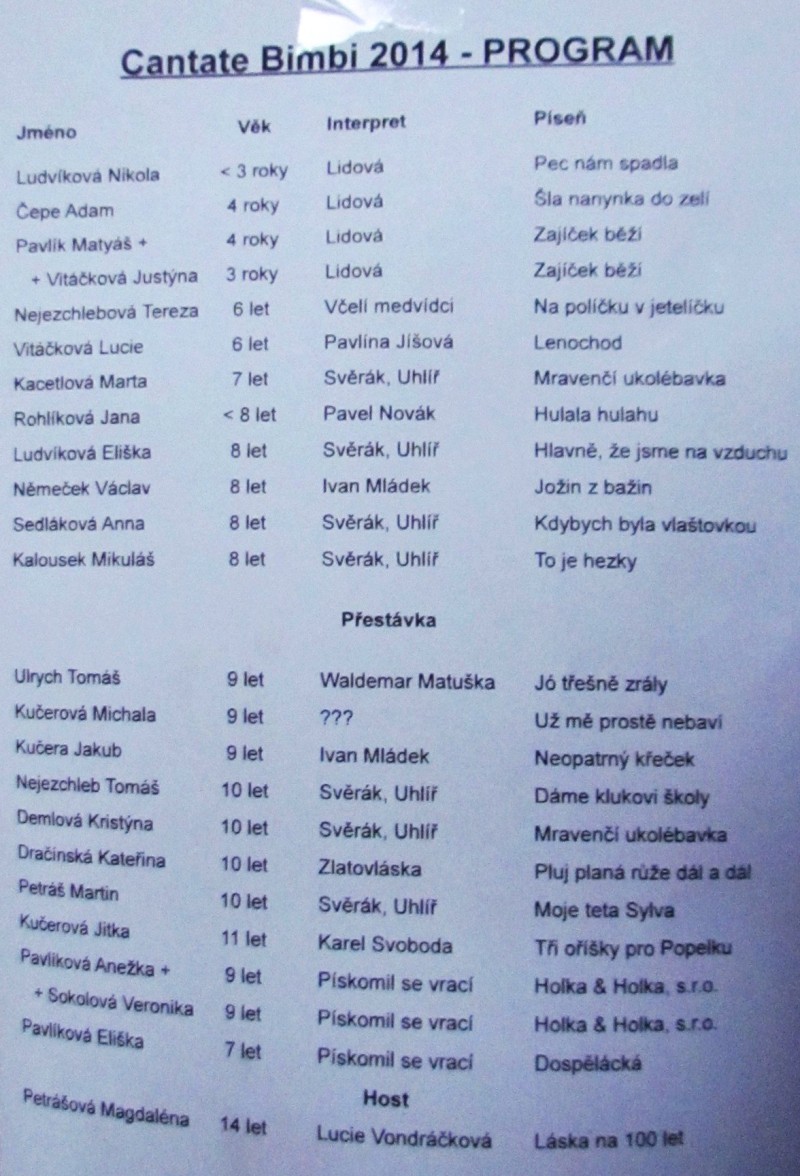 Cantate Bimbi 2014 - PROGRAM
Jméno Věk Interpret Píseň
Ludvíková Nikola < 3 roky Lidová Pec nám spadla
Čepe Adam 4 roky Lidová Šla nanynka do zelí
Pavlík Matyáš + 4 roky Lidová Zajíček běží
+ Vitáčková Justýna 3 roky Lidová Zajíček běží
Nejezchlebová Tereza 6 let Včelí medvídci Na políčku v jetelíčku
Vitáčková Lucie 6 let Pavlína Jíšová Lenochod
Kacetlová Marta 7 let Svěrák, Uhlíř Mravenčí ukolébavka
Rohlíková Jana < 8 let Pavel Novák Hulala hulahu
Ludvíková Eliška 8 let Svěrák, Uhlíř Hlavně, že jsme na vzduchu
Němeček Václav 8 let Ivan Mládek Jožin z bažin
Sedláková Anna 8 let Svěrák, Uhlíř Kdybych byla vlaštovkou
Kalousek Mikuláš 8 let Svěrák, Uhlíř To je hezky
Přestávka
Ulrych Tomáš 9 let Waldemar Matuška Jó třešně zrály
Kučerová Michala 9 let ??? Už mě prostě nebaví
Kučera Jakub 9 let Ivan Mládek Neopatrný křeček
Nejezchleb Tomáš 10 let Svěrák, Uhlíř Dáme klukovi školy
Demlová Kristýna 10 let Svěrák, Uhlíř Mravenčí ukolébavka
Dračínská Kateřina 10 let Zlatovláska Pluj planá růže dál a dál
Petráš Martin 10 let Svěrák, Uhlíř Moje teta Sylva
Kučerová Jitka 11 let Karel Svoboda Tři oříšky pro Popelku
Pavlíková Anežka + 9 let Pískomil se vrací Holka & Holka, s.r.o.
+ Sokolová Veronika 9 let Pískomil se vrací Holka & Holka, s.r.o.
Pavlíková Eliška 7 let Pískomil se vrací Dospělácká
Host
Petrášová Magdaléna 14 let Lucie Vondráčková Láska na 100 let